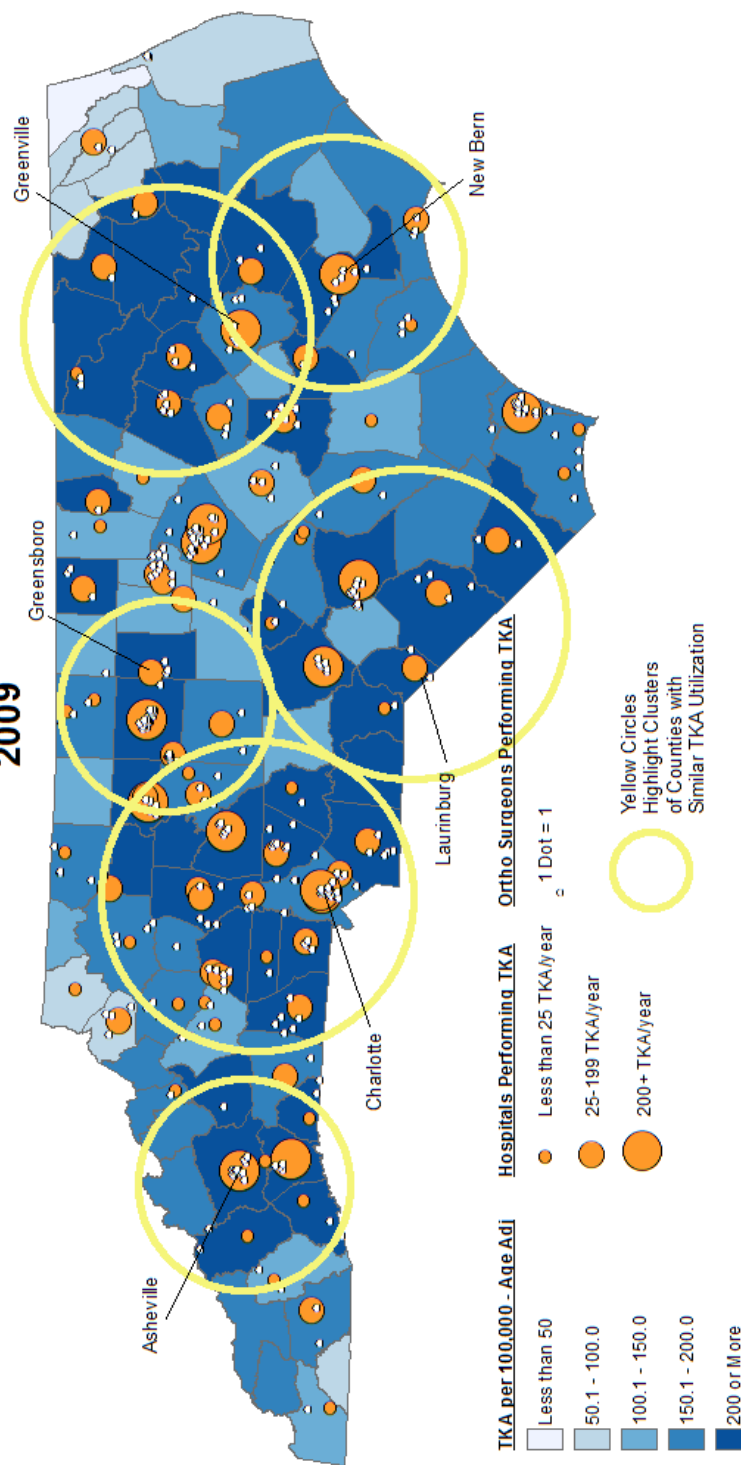 2009
Asheville
Charlotte
Laurinburg
Greensboro
Greenville
New Bern
TKA per 100,000 - Age Adj
Less than 50
50.1 - 100.0
100.1 - 150.0
150.1 - 200.0
200 or More
Hospitals Performing TKA
Less than 25 TKA/year
25-199 TKA/year
200+ TKA/year
Ortho Surgeons Performing TKA
1 Dot = 1
Yellow Circles
Highlight Clusters
of Counties with
Similar TKA Utilization